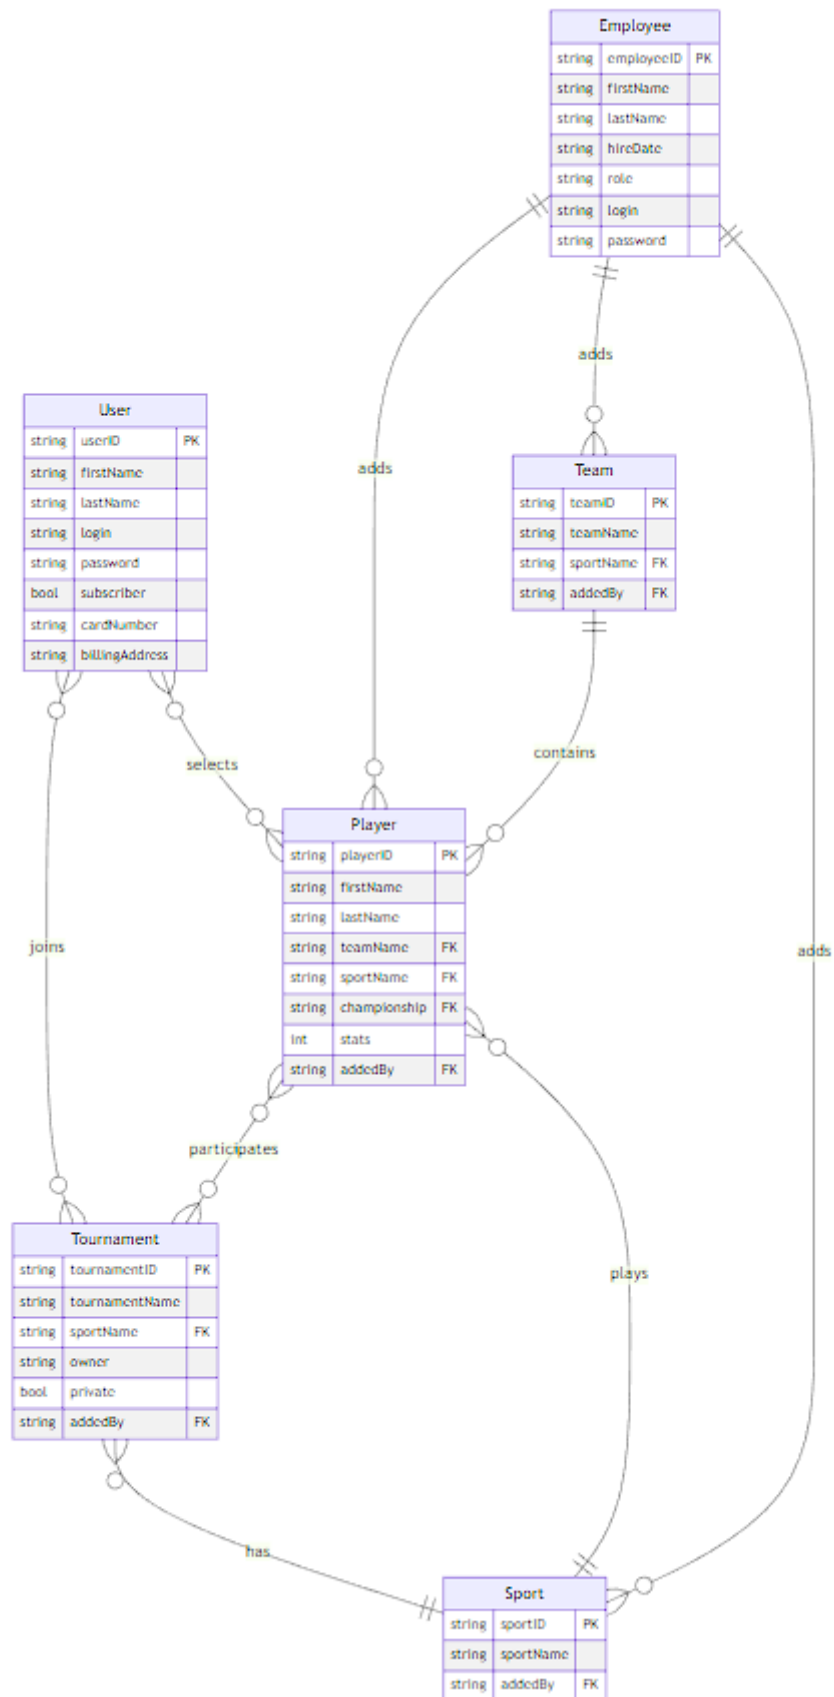 Employee
string employeeID PK
string firstName
string lastName
string hireDate
string role
string login
string password
adds
User
string userID PK
string firstName
string lastName
string login
string password
bool subscriber
string cardNumber
string billingAddress
Team
string teamID PK
string teamName
string sportName FK
string addedBy FK
adds
selects
contains
Player
string playerID PK
string firstName
string lastName
string teamName FK
string sportName FK
string championship FK
int stats
string addedBy FK
joins
adds
participates
Tournament
string tournamentID PK
string tournamentName
string sportName FK
string owner
bool private
string addedBy FK
plays
has
Sport
string sportID PK
string sportName
string addedBy FK